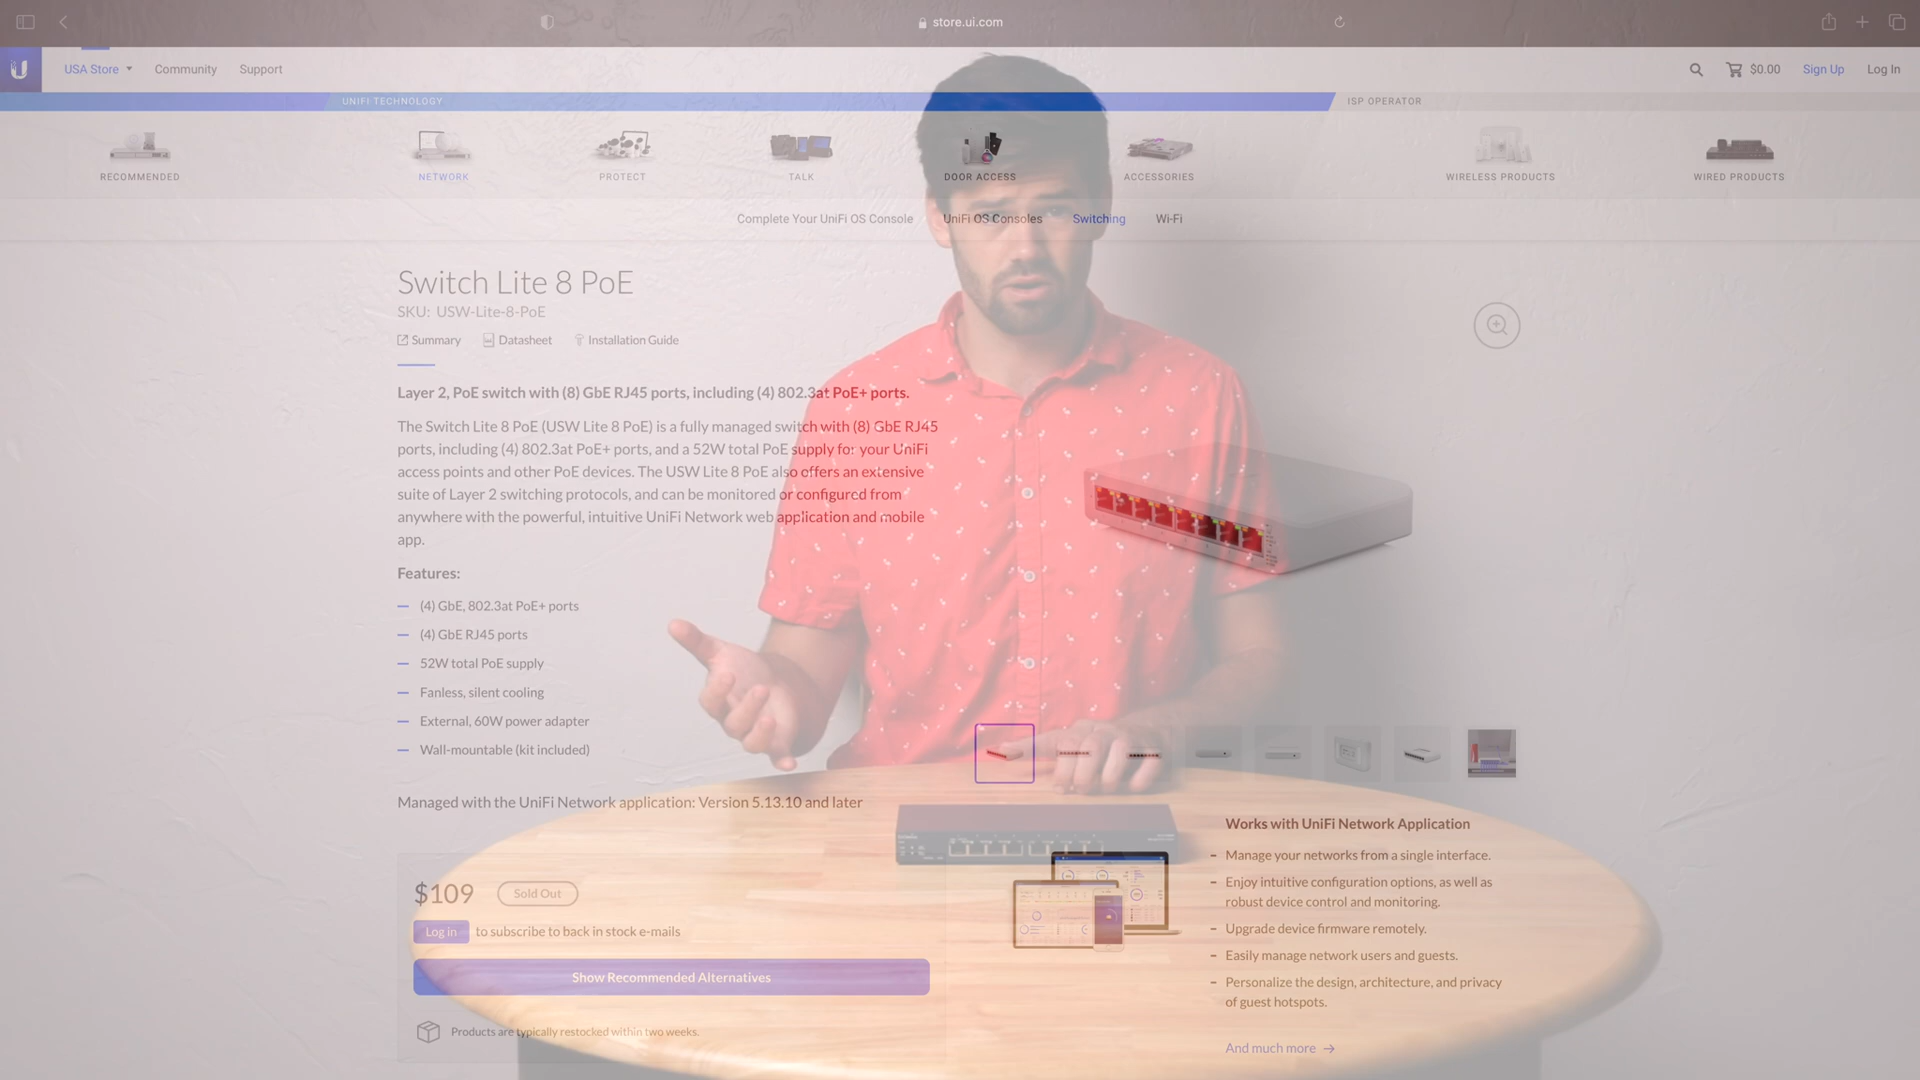 store.ui.com
USA Store Community Support $0.00 Sign Up Log In
UNIFI TECHNOLOGY ISP OPERATOR
RECOMMENDED NETWORK PROTECT TALK DOOR ACCESS ACCESSORIES WIRELESS PRODUCTS WIRED PRODUCTS
Complete Your UniFi OS Console UniFi OS Consoles Switching Wi-Fi
Switch Lite 8 PoE
SKU: USW-Lite-8-PoE
Summary Datasheet Installation Guide
Layer 2, PoE switch with (8) GbE RJ45 ports, including (4) 802.3at PoE+ ports.
The Switch Lite 8 PoE (USW Lite 8 PoE) is a fully managed switch with (8) GbE RJ45
ports, including (4) 802.3at PoE+ ports, and a 52W total PoE supply for your UniFi
access points and other PoE devices. The USW Lite 8 PoE also offers an extensive
suite of Layer 2 switching protocols, and can be monitored or configured from
anywhere with the powerful, intuitive UniFi Network web application and mobile
app.
Features:
(4) GbE, 802.3at PoE+ ports
(4) GbE RJ45 ports
52W total PoE supply
Fanless, silent cooling
External, 60W power adapter
Wall-mountable (kit included)
Managed with the UniFi Network application: Version 5.13.10 and later
$109 Sold Out
Log in to subscribe to back in stock e-mails
Show Recommended Alternatives
Products are typically restocked within two weeks.
Works with UniFi Network Application
– Manage your networks from a single interface.
– Enjoy intuitive configuration options, as well as
robust device control and monitoring.
– Upgrade device firmware remotely.
– Easily manage network users and guests.
– Personalize the design, architecture, and privacy
of guest hotspots.
And much more →